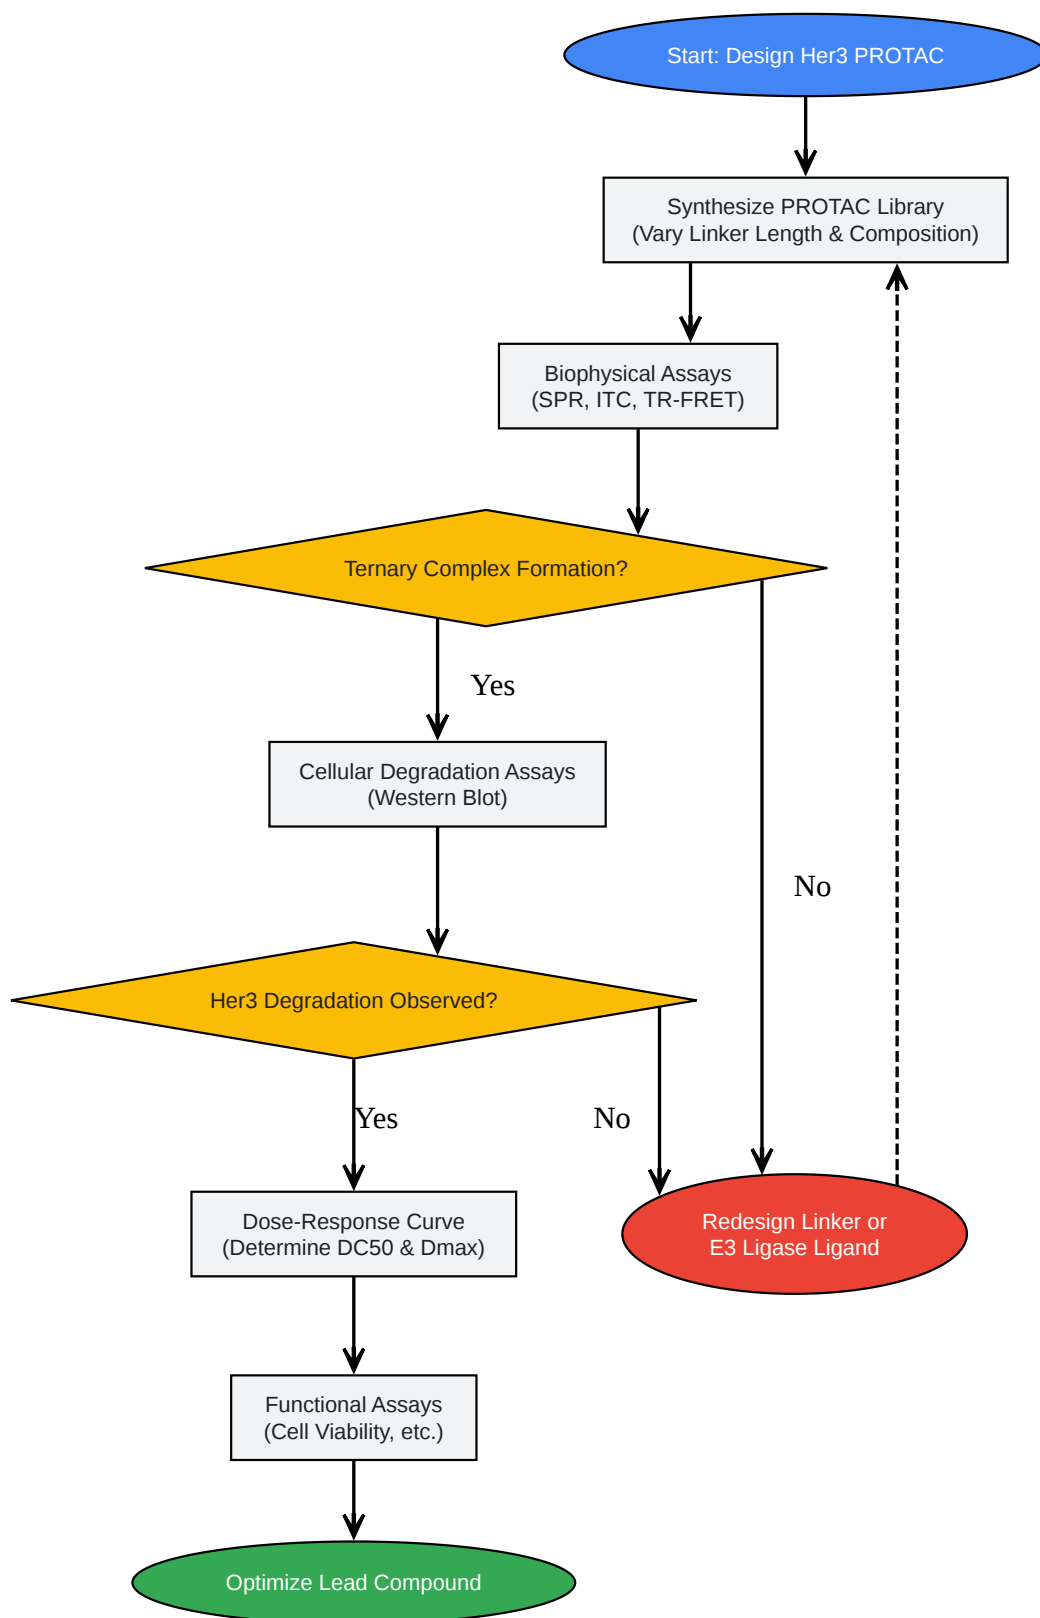 Start: Design Her3 PROTAC
Synthesize PROTAC Library
(Vary Linker Length & Composition)
Biophysical Assays
(SPR, ITC, TR-FRET)
Ternary Complex Formation?
Yes
Cellular Degradation Assays
(Western Blot)
No
Her3 Degradation Observed?
Yes
No
Dose-Response Curve
(Determine DC50 & Dmax)
Redesign Linker or
E3 Ligase Ligand
Functional Assays
(Cell Viability, etc.)
Optimize Lead Compound